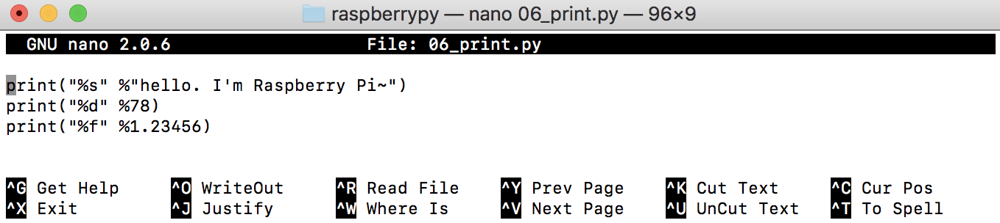 raspberrypy — nano 06_print.py — 96×9
GNU nano 2.0.6 File: 06_print.py
print("%s" %"hello. I'm Raspberry Pi~")
print("%d" %78)
print("%f" %1.23456)
^G Get Help ^O WriteOut ^R Read File ^Y Prev Page ^K Cut Text ^C Cur Pos
^X Exit ^J Justify ^W Where Is ^V Next Page ^U UnCut Text ^T To Spell